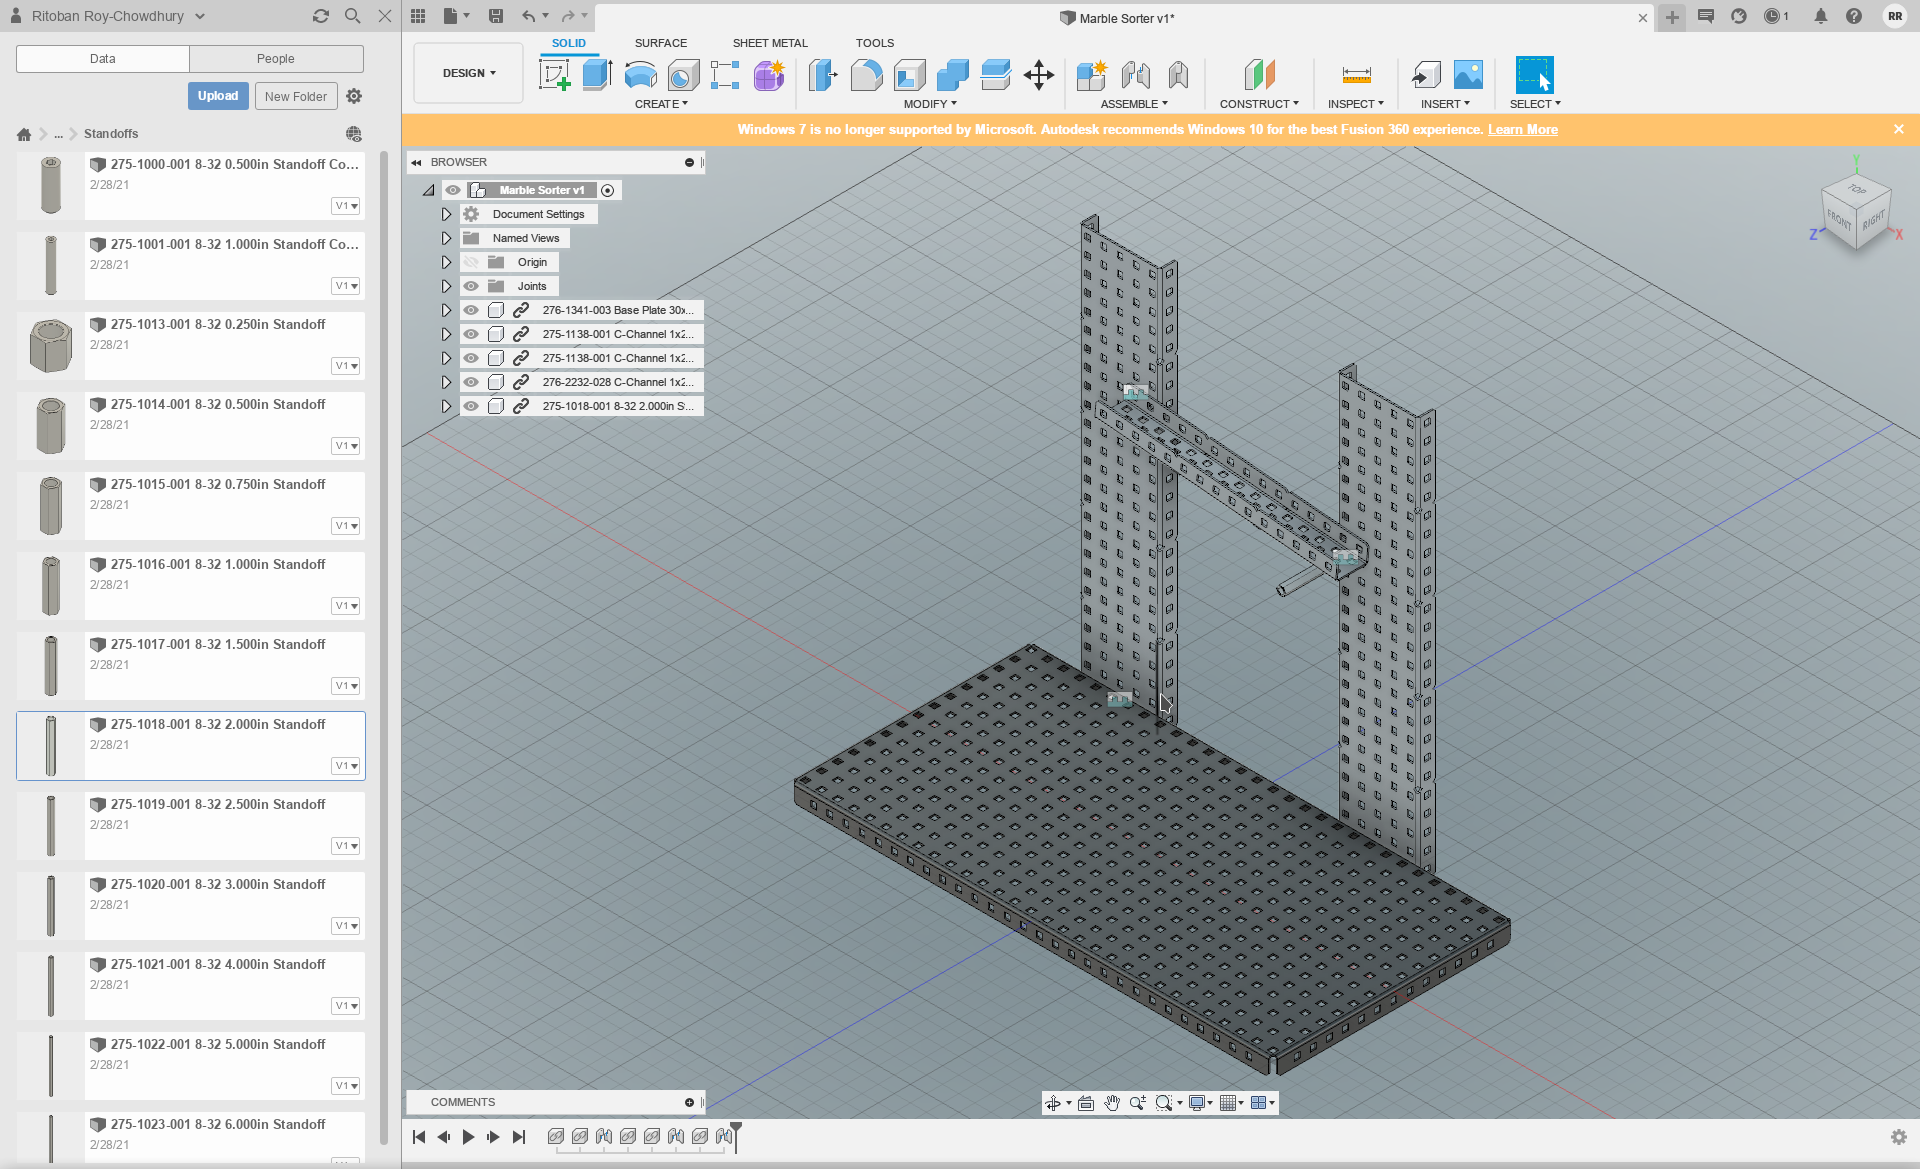 Ritoban Roy-Chowdhury
Marble Sorter v1*
1
RR
Data
People
Upload
New Folder
...
Standoffs
275-1000-001 8-32 0.500in Standoff Co...
2/28/21
V1
275-1001-001 8-32 1.000in Standoff Co...
2/28/21
V1
275-1013-001 8-32 0.250in Standoff
2/28/21
V1
275-1014-001 8-32 0.500in Standoff
2/28/21
V1
275-1015-001 8-32 0.750in Standoff
2/28/21
V1
275-1016-001 8-32 1.000in Standoff
2/28/21
V1
275-1017-001 8-32 1.500in Standoff
2/28/21
V1
275-1018-001 8-32 2.000in Standoff
2/28/21
V1
275-1019-001 8-32 2.500in Standoff
2/28/21
V1
275-1020-001 8-32 3.000in Standoff
2/28/21
V1
275-1021-001 8-32 4.000in Standoff
2/28/21
V1
275-1022-001 8-32 5.000in Standoff
2/28/21
V1
275-1023-001 8-32 6.000in Standoff
2/28/21
DESIGN
SOLID
SURFACE
SHEET METAL
TOOLS
CREATE
MODIFY
ASSEMBLE
CONSTRUCT
INSPECT
INSERT
SELECT
Windows 7 is no longer supported by Microsoft. Autodesk recommends Windows 10 for the best Fusion 360 experience. Learn More
BROWSER
Marble Sorter v1
Document Settings
Named Views
Origin
Joints
276-1341-003 Base Plate 30x...
275-1138-001 C-Channel 1x2...
275-1138-001 C-Channel 1x2...
276-2232-028 C-Channel 1x2...
275-1018-001 8-32 2.000in S'...
Y
TOP
FRONT
RIGHT
Z
X
COMMENTS